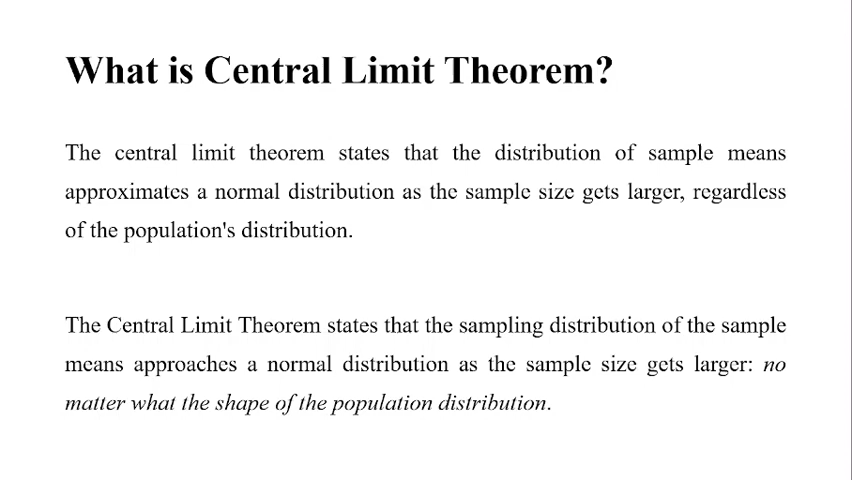 What is Central Limit Theorem?
The central limit theorem states that the distribution of sample means
approximates a normal distribution as the sample size gets larger, regardless
of the population's distribution.
The Central Limit Theorem states that the sampling distribution of the sample
means approaches a normal distribution as the sample size gets larger: no
matter what the shape of the population distribution.